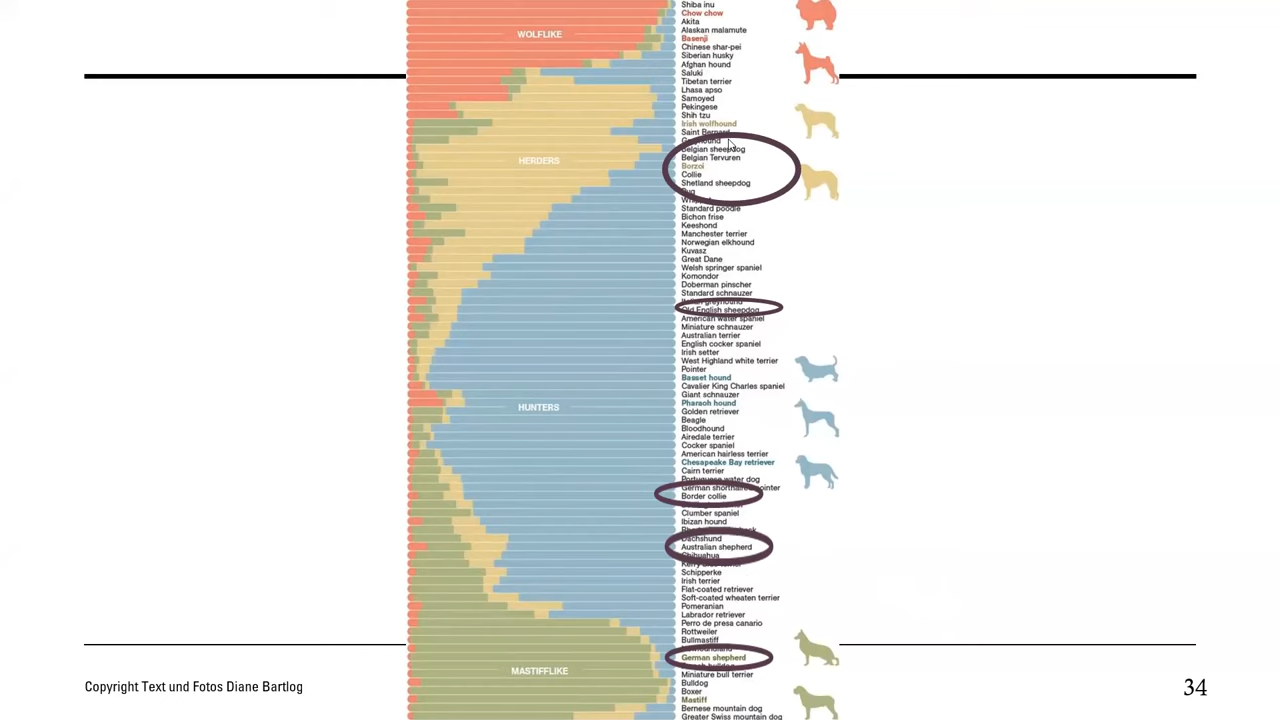 Shiba inu
Chow chow
Akita
Alaskan malamute
WOLFLIKE
Basenji
Chinese shar-pei
Siberian husky
Afghan hound
Saluki
Tibetan terrier
Lhasa apso
Samoyed
Pekingese
Shih tzu
Irish wolfhound
Saint Bernard
Greyhound
Belgian sheepdog
Belgian Tervuren
HERDERS
Borzoi
Collie
Shetland sheepdog
Pug
Standard poodle
Bichon frise
Keeshond
Manchester terrier
Norwegian elkhound
Kuvasz
Great Dane
Welsh springer spaniel
Komondor
Doberman pinscher
Standard schnauzer
Italian greyhound
Old English sheepdog
American water spaniel
Miniature schnauzer
Australian terrier
English cocker spaniel
Irish setter
West Highland white terrier
Pointer
Basset hound
Cavalier King Charles spaniel
Giant schnauzer
Pharaoh hound
HUNTERS
Golden retriever
Beagle
Bloodhound
Airedale terrier
Cocker spaniel
American hairless terrier
Chesapeake Bay retriever
Cairn terrier
Portuguese water dog
German shorthaired pointer
Border collie
Clumber spaniel
Ibizan hound
Dachshund
Australian shepherd
Chihuahua
Kerry blue terrier
Schipperke
Irish terrier
Flat-coated retriever
Soft-coated wheaten terrier
Pomeranian
Labrador retriever
Perro de presa canario
Rottweiler
Bullmastiff
Newfoundland
German shepherd
MASTIFFLIKE
Miniature bull terrier
Bulldog
Boxer
Mastiff
Bernese mountain dog
Greater Swiss mountain dog
Copyright Text und Fotos Diane Bartlog
34